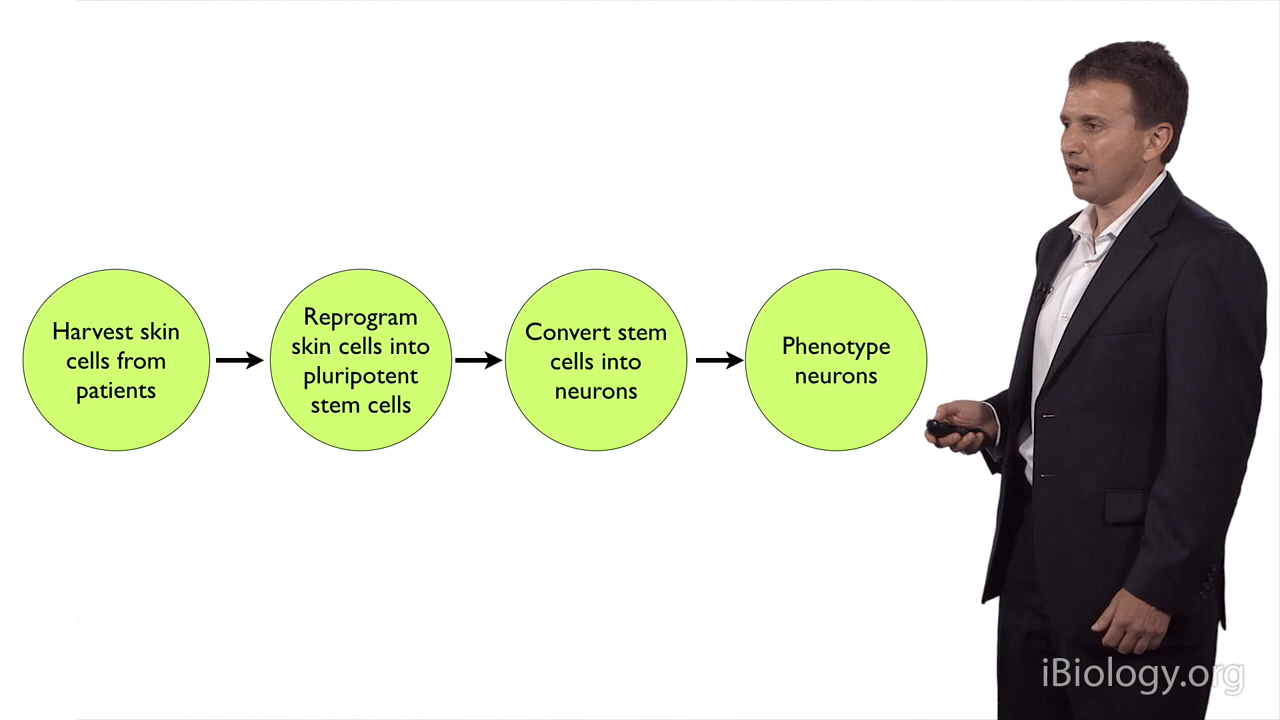 Harvest skin
cells from
patients
Reprogram
skin cells into
pluripotent
stem cells
Convert stem
cells into
neurons
Phenotype
neurons
iBiology.org